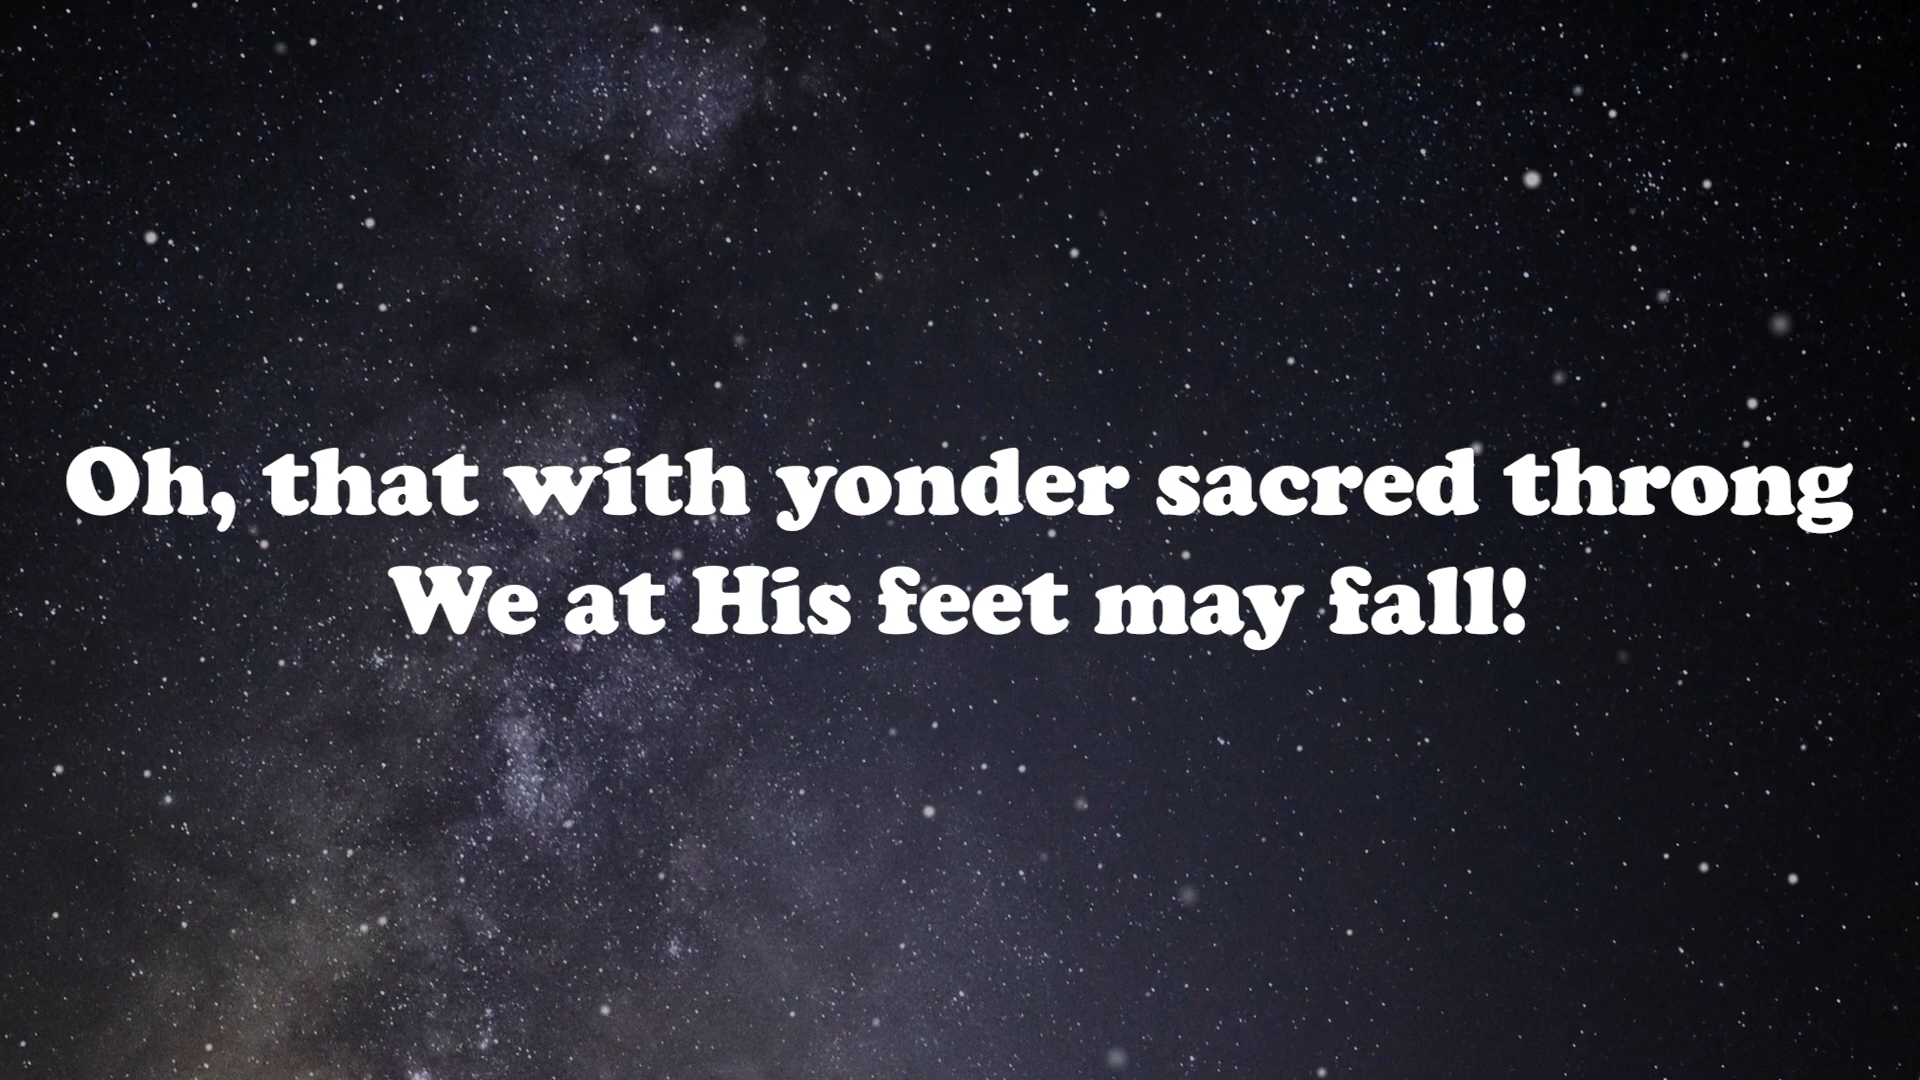 Oh, that with yonder sacred throng
We at His feet may fall!